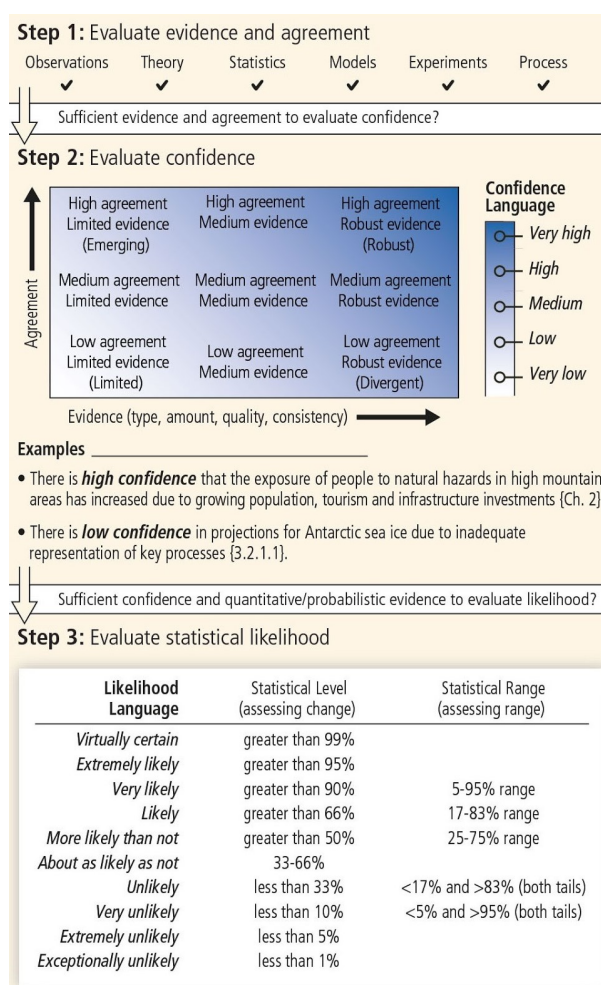 Step 1: Evaluate evidence and agreement
Observations Theory Statistics Models Experiments Process
Sufficient evidence and agreement to evaluate confidence?
Step 2: Evaluate confidence
Agreement
High agreement
Limited evidence
(Emerging)
High agreement
Medium evidence
High agreement
Robust evidence
(Robust)
Medium agreement
Limited evidence
Medium agreement
Medium evidence
Medium agreement
Robust evidence
Low agreement
Limited evidence
(Limited)
Low agreement
Medium evidence
Low agreement
Robust evidence
(Divergent)
Evidence (type, amount, quality, consistency)
Confidence
Language
Very high
High
Medium
Low
Very low
Examples
• There is high confidence that the exposure of people to natural hazards in high mountain
areas has increased due to growing population, tourism and infrastructure investments {Ch. 2}
• There is low confidence in projections for Antarctic sea ice due to inadequate
representation of key processes {3.2.1.1}.
Sufficient confidence and quantitative/probabilistic evidence to evaluate likelihood?
Step 3: Evaluate statistical likelihood
Likelihood Statistical Level Statistical Range
Language (assessing change) (assessing range)
Virtually certain greater than 99%
Extremely likely greater than 95%
Very likely greater than 90% 5-95% range
Likely greater than 66% 17-83% range
More likely than not greater than 50% 25-75% range
About as likely as not 33-66%
Unlikely less than 33% <17% and >83% (both tails)
Very unlikely less than 10% <5% and >95% (both tails)
Extremely unlikely less than 5%
Exceptionally unlikely less than 1%